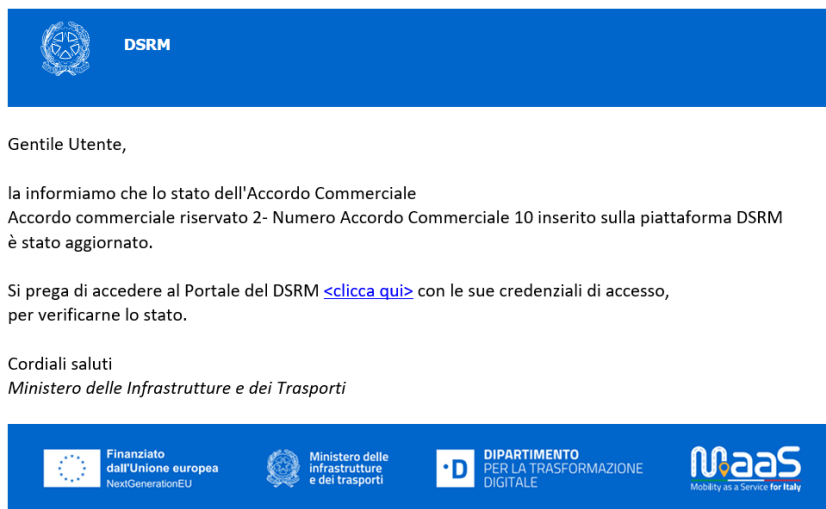 DSRM
Gentile Utente,
la informiamo che lo stato dell'Accordo Commerciale
Accordo commerciale riservato 2- Numero Accordo Commerciale 10 inserito sulla piattaforma DSRM
è stato aggiornato.
Si prega di accedere al Portale del DSRM <clicca qui> con le sue credenziali di accesso,
per verificarne lo stato.
Cordiali saluti
Ministero delle Infrastrutture e dei Trasporti
Finanziato
dall'Unione europea
NextGenerationEU
Ministero delle
infrastrutture
e dei trasporti
·D
DIPARTIMENTO
PER LA TRASFORMAZIONE
DIGITALE
MaaS
Mobility as a Service for Italy